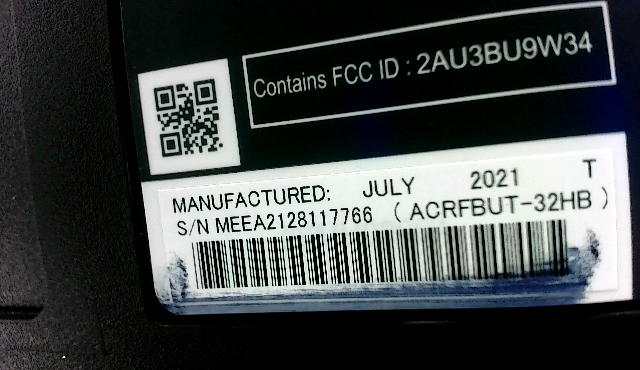 Contains FCC ID : 2AU3BU9W34
MANUFACTURED: JULY 2021 T
S/N MEEA2128117766 ( ACRFBUT-32HB )